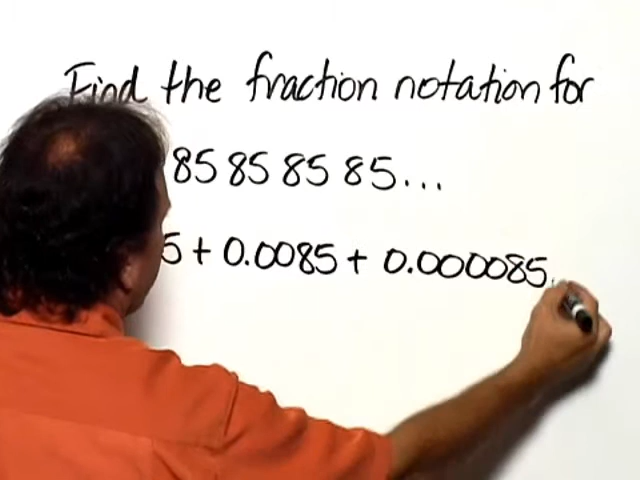 Find the fraction notation for
85 85 85 85...
5 + 0.0085 + 0.000085